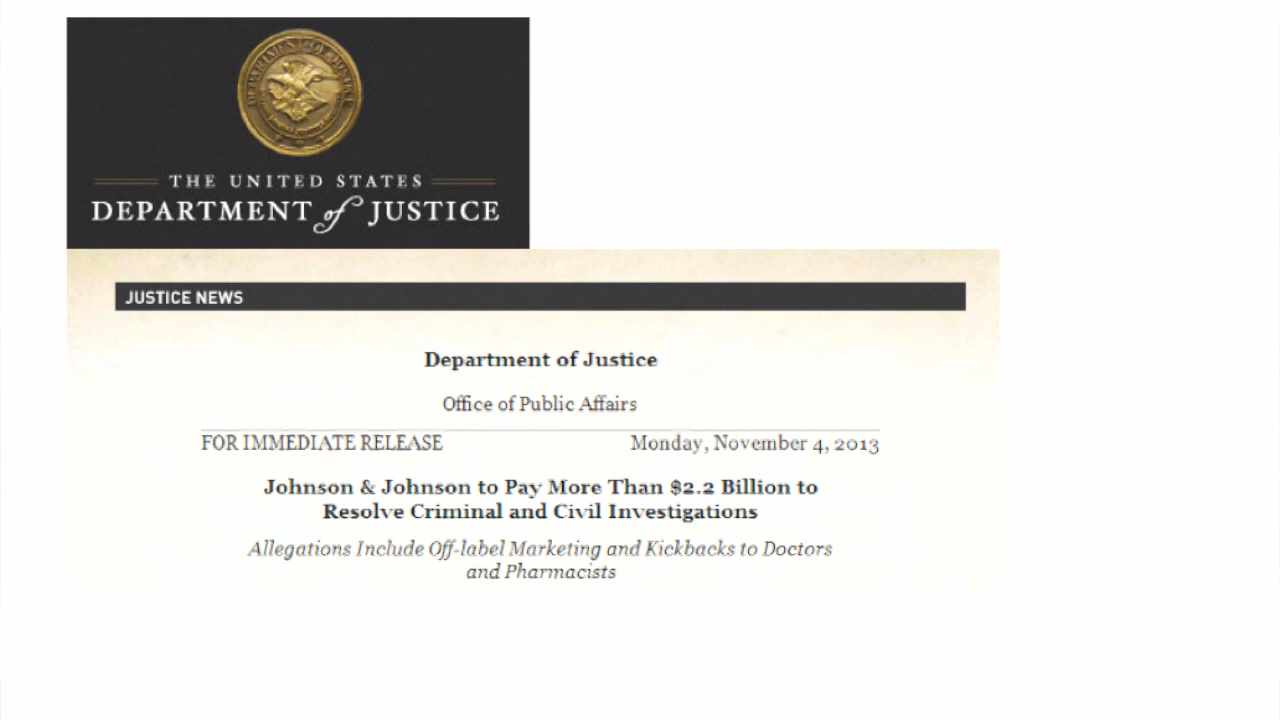 THE UNITED STATES
DEPARTMENT of JUSTICE
JUSTICE NEWS
Department of Justice
Office of Public Affairs
FOR IMMEDIATE RELEASE Monday, November 4, 2013
Johnson & Johnson to Pay More Than $2.2 Billion to
Resolve Criminal and Civil Investigations
Allegations Include Off-label Marketing and Kickbacks to Doctors
and Pharmacists